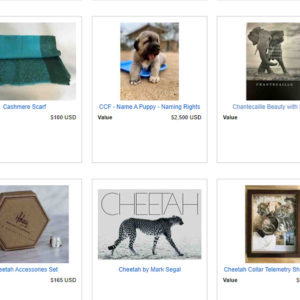 Cashmere Scarf
$100 USD
CCF - Name A Puppy - Naming Rights
Value
$2,500 USD
CHANTECAILLE
Chantecaille Beauty with
Value
eetah Accessories Set
$165 USD
CHEETAH
Cheetah by Mark Segal
Cheetah Collar Telemetry Sh
Value
$